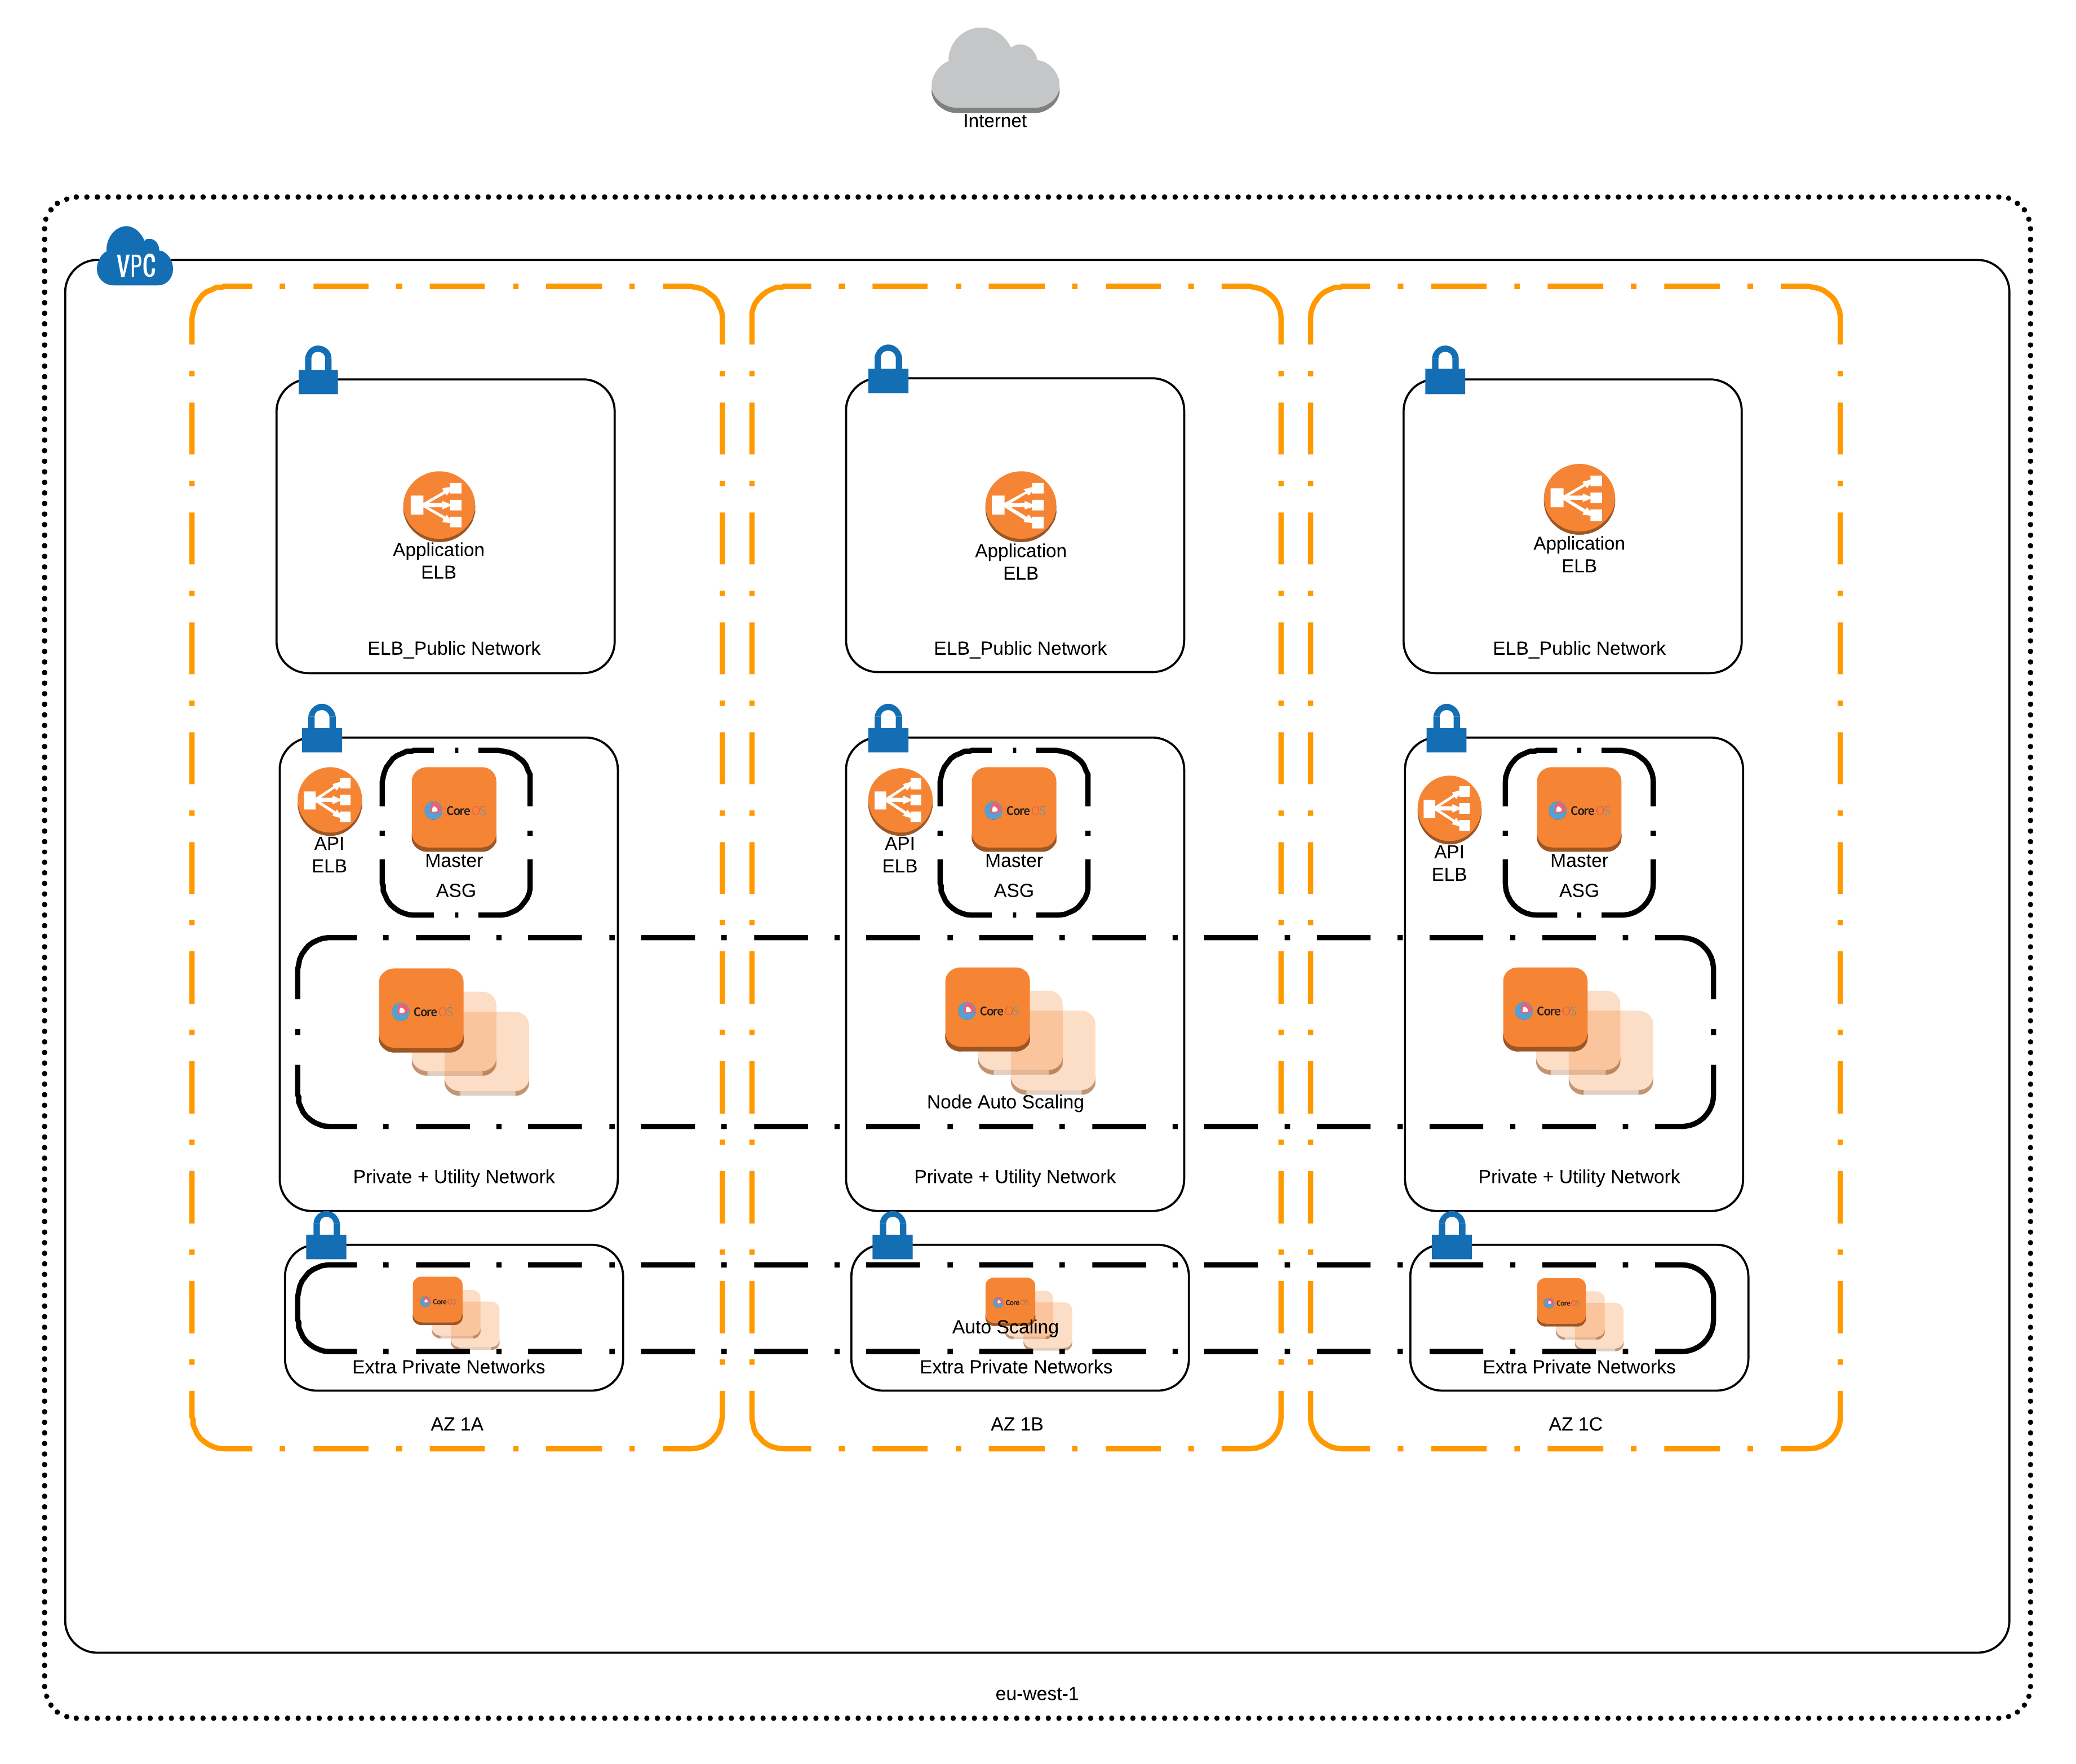 Internet
VPC
Application
ELB
ELB_Public Network
Application
ELB
ELB_Public Network
Application
ELB
ELB_Public Network
API
ELB
CoreOS
Master
ASG
API
ELB
CoreOS
Master
ASG
API
ELB
CoreOS
Master
ASG
CoreOS
CoreOS
CoreOS
Node Auto Scaling
Private + Utility Network
Private + Utility Network
Private + Utility Network
CoreOS
CoreOS
CoreOS
Auto Scaling
Extra Private Networks
Extra Private Networks
Extra Private Networks
AZ 1A
AZ 1B
AZ 1C
eu-west-1